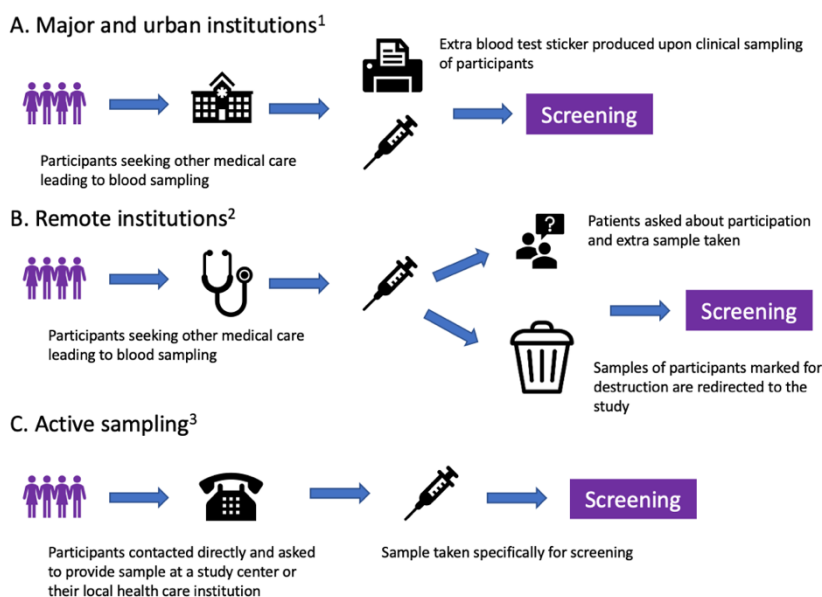 A. Major and urban institutions¹
Extra blood test sticker produced upon clinical sampling
of participants
Screening
Participants seeking other medical care
leading to blood sampling
B. Remote institutions²
?
Patients asked about participation
and extra sample taken
Screening
Participants seeking other medical care
leading to blood sampling
Samples of participants marked for
destruction are redirected to the
study
C. Active sampling³
Screening
Participants contacted directly and asked
to provide sample at a study center or
their local health care institution
Sample taken specifically for screening